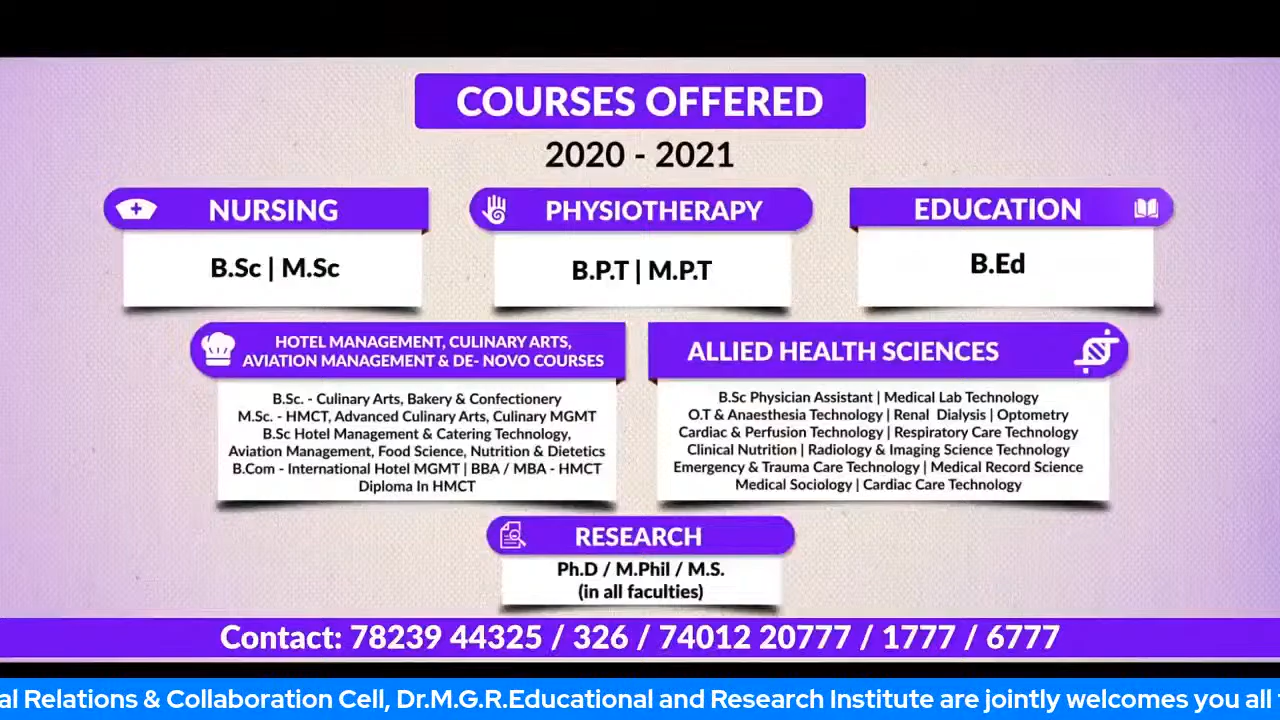 COURSES OFFERED
2020 - 2021
NURSING
B.Sc | M.Sc
PHYSIOTHERAPY
B.P.T | M.P.T
EDUCATION
B.Ed
HOTEL MANAGEMENT, CULINARY ARTS,
AVIATION MANAGEMENT & DE- NOVO COURSES
B.Sc. - Culinary Arts, Bakery & Confectionery
M.Sc. - HMCT, Advanced Culinary Arts, Culinary MGMT
B.Sc Hotel Management & Catering Technology,
Aviation Management, Food Science, Nutrition & Dietetics
B.Com - International Hotel MGMT | BBA / MBA - HMCT
Diploma In HMCT
ALLIED HEALTH SCIENCES
B.Sc Physician Assistant | Medical Lab Technology
O.T & Anaesthesia Technology | Renal Dialysis | Optometry
Cardiac & Perfusion Technology | Respiratory Care Technology
Clinical Nutrition | Radiology & Imaging Science Technology
Emergency & Trauma Care Technology | Medical Record Science
Medical Sociology | Cardiac Care Technology
RESEARCH
Ph.D / M.Phil / M.S.
(in all faculties)
Contact: 78239 44325 / 326 / 74012 20777 / 1777 / 6777
al Relations & Collaboration Cell, Dr.M.G.R.Educational and Research Institute are jointly welcomes you all